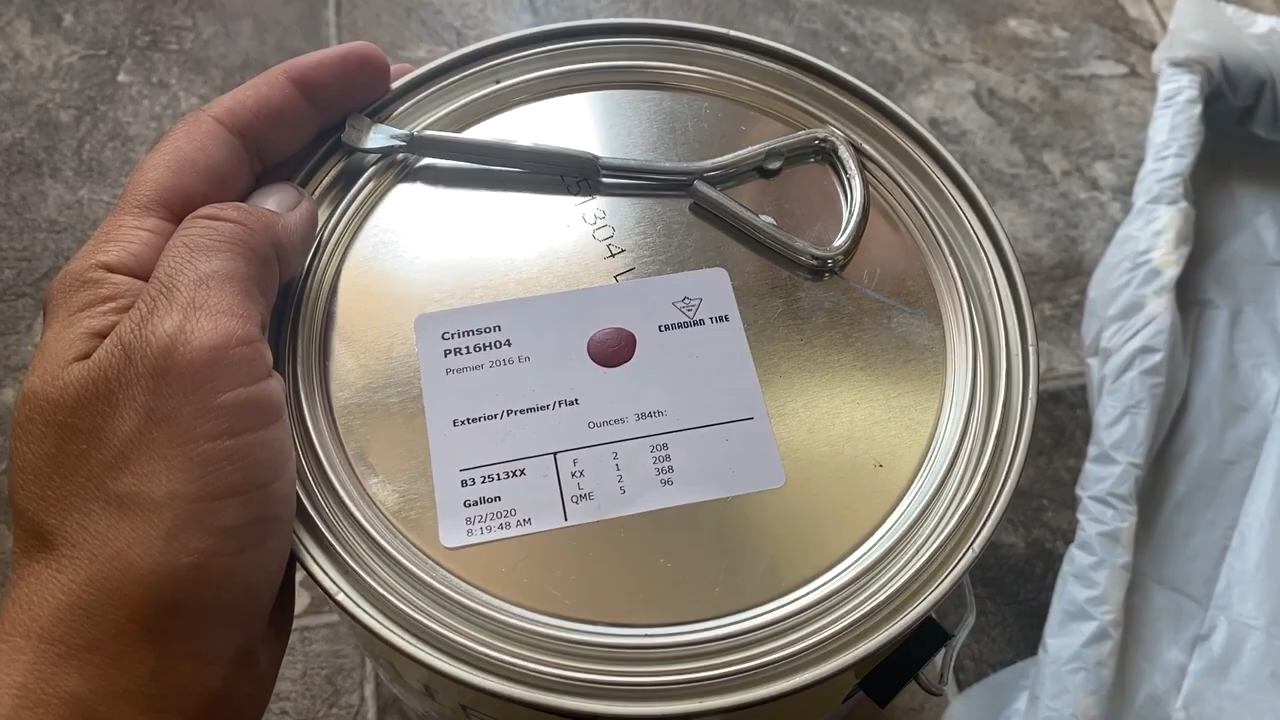 51304 L
CANADIAN TIRE
Crimson
PR16H04
Premier 2016 En
Exterior/Premier/Flat
Ounces: 384th:
B3 2513XX
Gallon
8/2/2020
8:19:48 AM
F 2 208
KX 1 208
L 2 368
QME 5 96